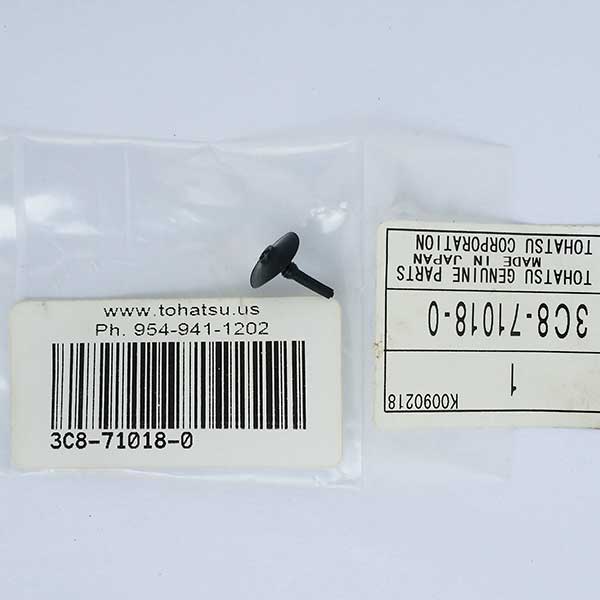 www.tohatsu.us
Ph. 954-941-1202
3C8-71018-0
TOHATSU GENUINE PARTS
MADE IN JAPAN
TOHATSU CORPORATION
3C8-71018-0
1
K0090218